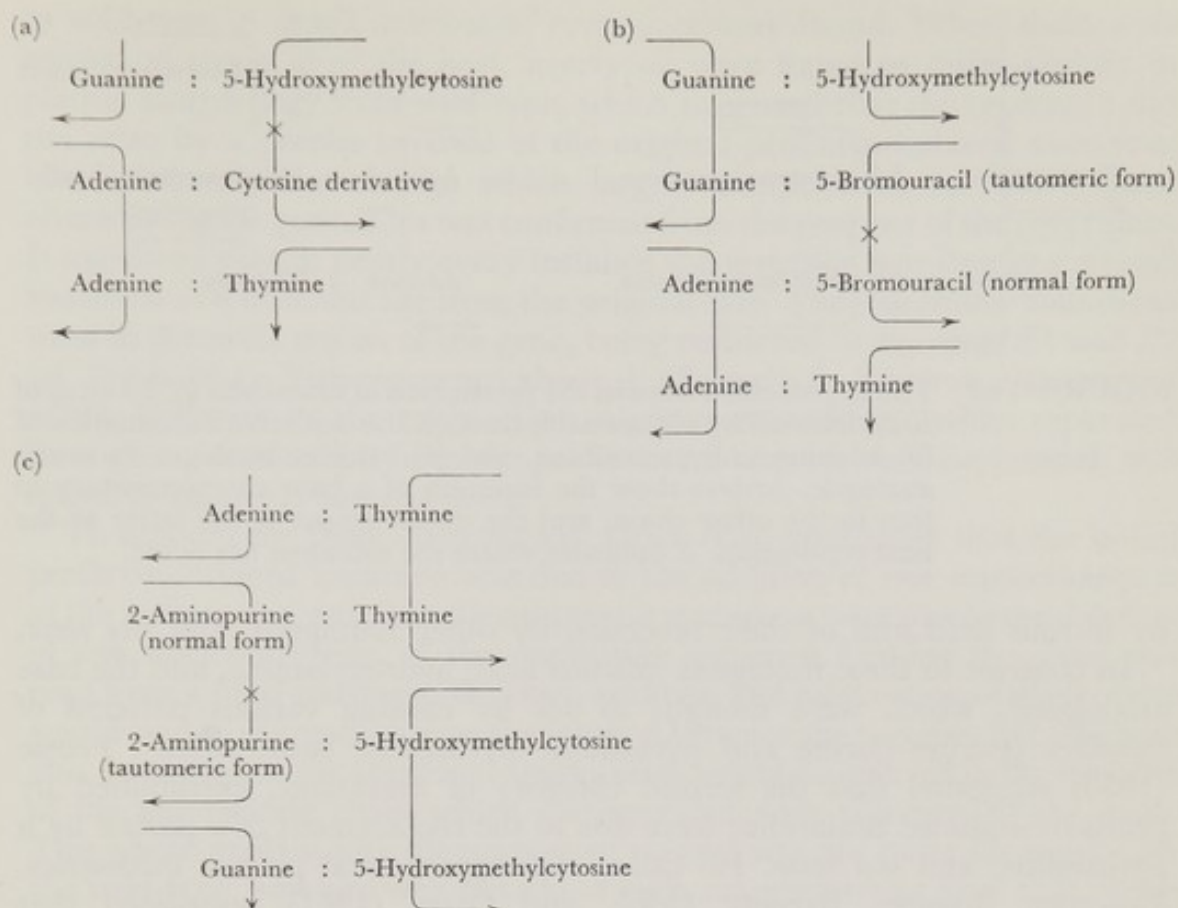 (a)
Guanine : 5-Hydroxymethylcytosine
Adenine : Cytosine derivative
Adenine : Thymine
(b)
Guanine : 5-Hydroxymethylcytosine
Guanine : 5-Bromouracil (tautomeric form)
Adenine : 5-Bromouracil (normal form)
Adenine : Thymine
(c)
Adenine : Thymine
2-Aminopurine : Thymine
(normal form)
2-Aminopurine : 5-Hydroxymethylcytosine
(tautomeric form)
Guanine : 5-Hydroxymethylcytosine